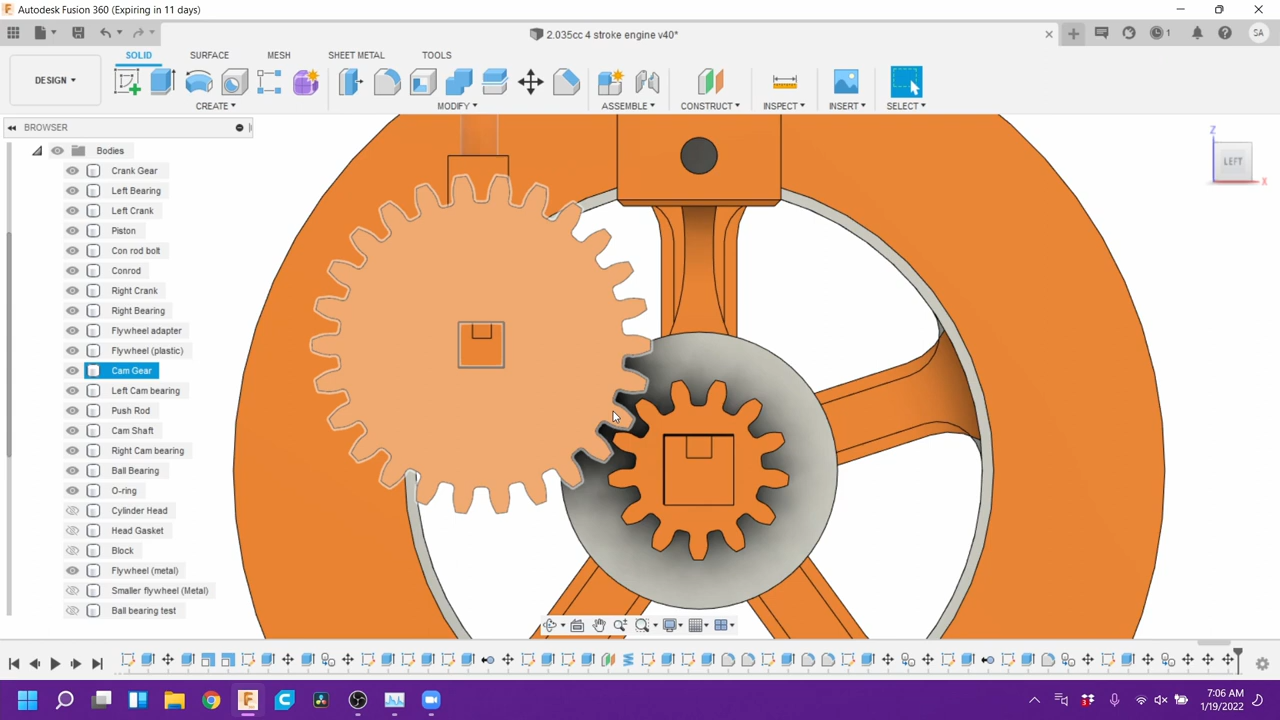 Autodesk Fusion 360 (Expiring in 11 days)
2.035cc 4 stroke engine v40*
1
SA
SOLID SURFACE MESH SHEET METAL TOOLS
DESIGN
CREATE MODIFY ASSEMBLE CONSTRUCT INSPECT INSERT SELECT
BROWSER
Bodies
Crank Gear
Left Bearing
Left Crank
Piston
Con rod bolt
Conrod
Right Crank
Right Bearing
Flywheel adapter
Flywheel (plastic)
Cam Gear
Left Cam bearing
Push Rod
Cam Shaft
Right Cam bearing
Ball Bearing
O-ring
Cylinder Head
Head Gasket
Block
Flywheel (metal)
Smaller flywheel (Metal)
Ball bearing test
Z
LEFT
X
7:06 AM
1/19/2022